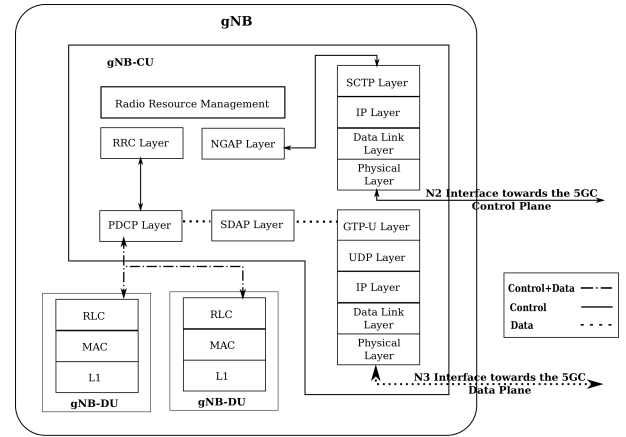 gNB
gNB-CU
Radio Resource Management
RRC Layer
NGAP Layer
SCTP Layer
IP Layer
Data Link
Layer
Physical
Layer
N2 Interface towards the 5GC
Control Plane
PDCP Layer
SDAP Layer
GTP-U Layer
UDP Layer
IP Layer
Data Link
Layer
Physical
Layer
N3 Interface towards the 5GC
Data Plane
RLC
MAC
L1
gNB-DU
RLC
MAC
L1
gNB-DU
Control+Data
Control
Data